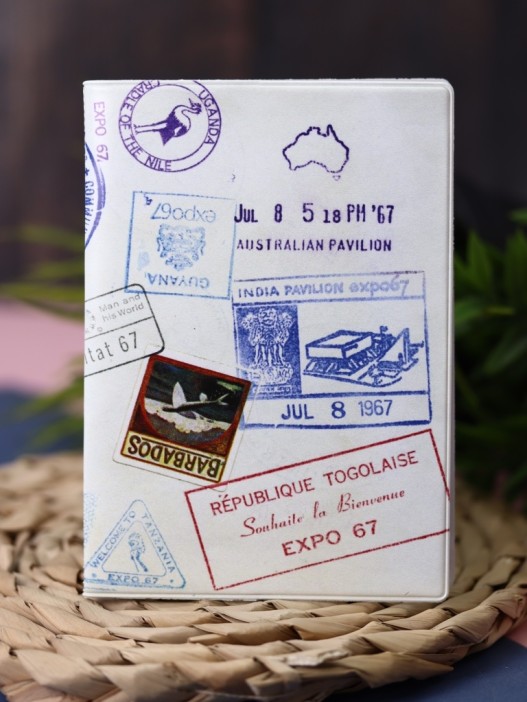 EXPO 67.
CRADLE OF THE NILE
UGANDA
JUL 8 5 18 PM '67
AUSTRALIAN PAVILION
expo67
GUYANA
INDIA PAVILION expo67
JUL 8 1967
Man and
his World
itat 67
BARBADOS
RÉPUBLIQUE TOGOLAISE
Souhaite la Bienvenue
EXPO 67
WELCOME TO TANZANIA
EXPO 67